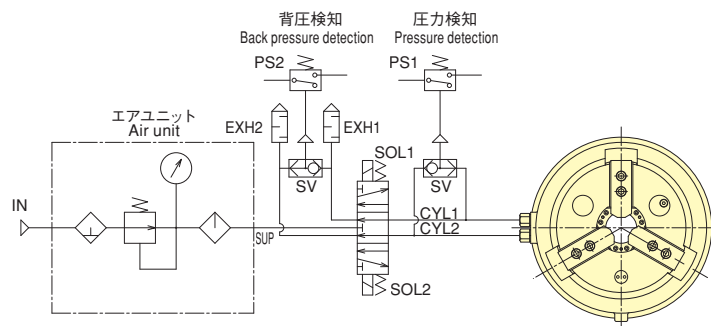 背圧検知
Back pressure detection
PS2
圧力検知
Pressure detection
PS1
エアユニット
Air unit
EXH2
EXH1
SOL1
SV
SV
IN
CYL1
CYL2
SUP
SOL2